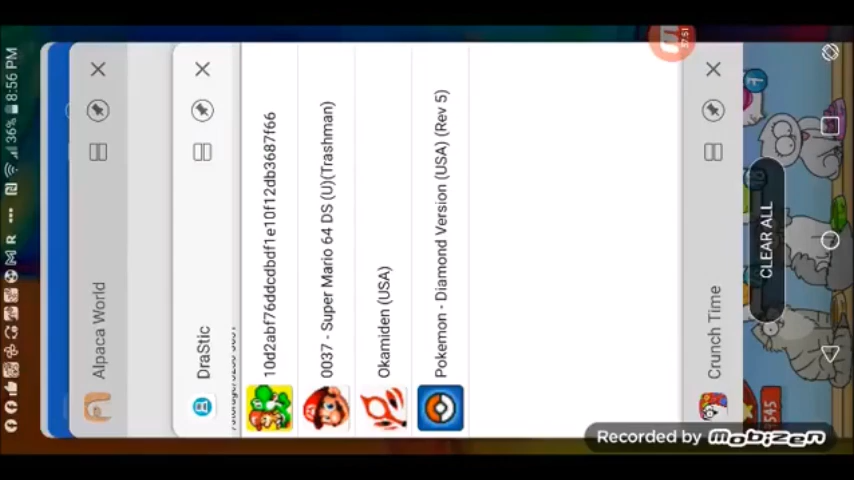 36% 8:56 PM
Alpaca World
DraStic
10d2abf76ddcdbdf1e10f12db3687f66
0037 - Super Mario 64 DS (U)(Trashman)
Okamiden (USA)
Pokemon - Diamond Version (USA) (Rev 5)
Crunch Time
CLEAR ALL
545
Recorded by mobizen